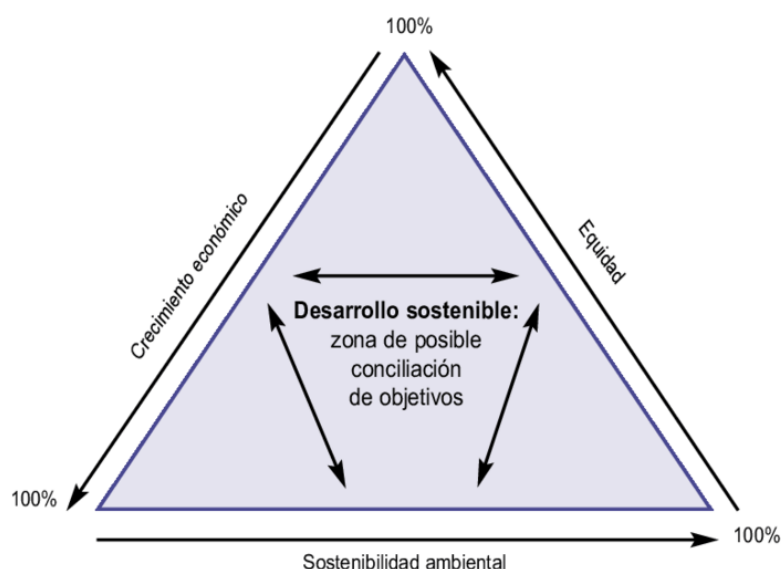 100%
Crecimiento económico
Equidad
Desarrollo sostenible:
zona de posible
conciliación
de objetivos
100%
100%
Sostenibilidad ambiental